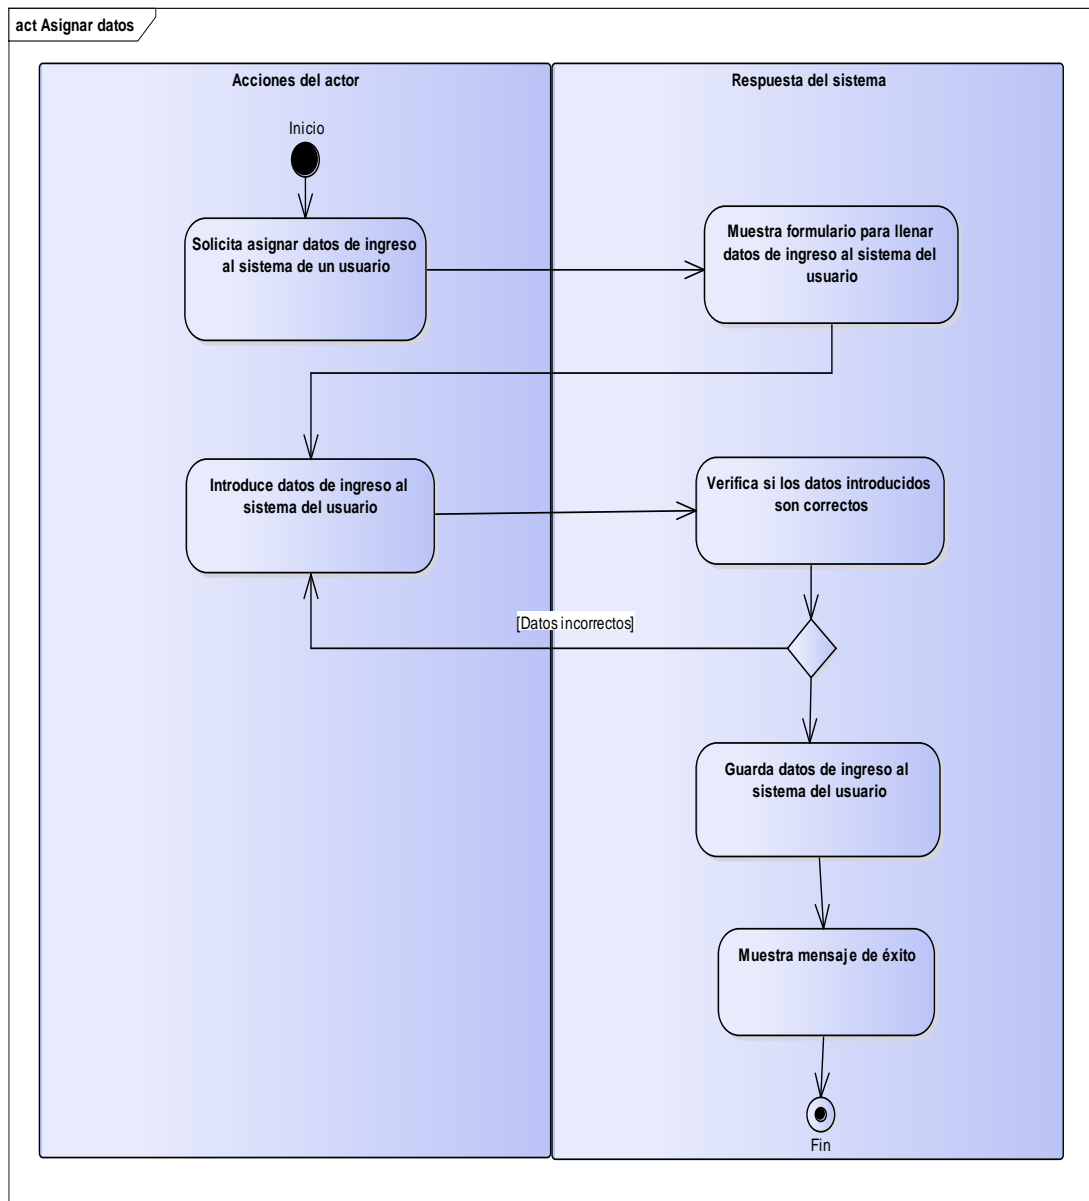 act Asignar datos
Acciones del actor
Respuesta del sistema
Inicio
Solicita asignar datos de ingreso
al sistema de un usuario
Muestra formulario para llenar
datos de ingreso al sistema del
usuario
Introduce datos de ingreso al
sistema del usuario
Verifica si los datos introducidos
son correctos
[Datos incorrectos]
Guarda datos de ingreso al
sistema del usuario
Muestra mensaje de éxito
Fin